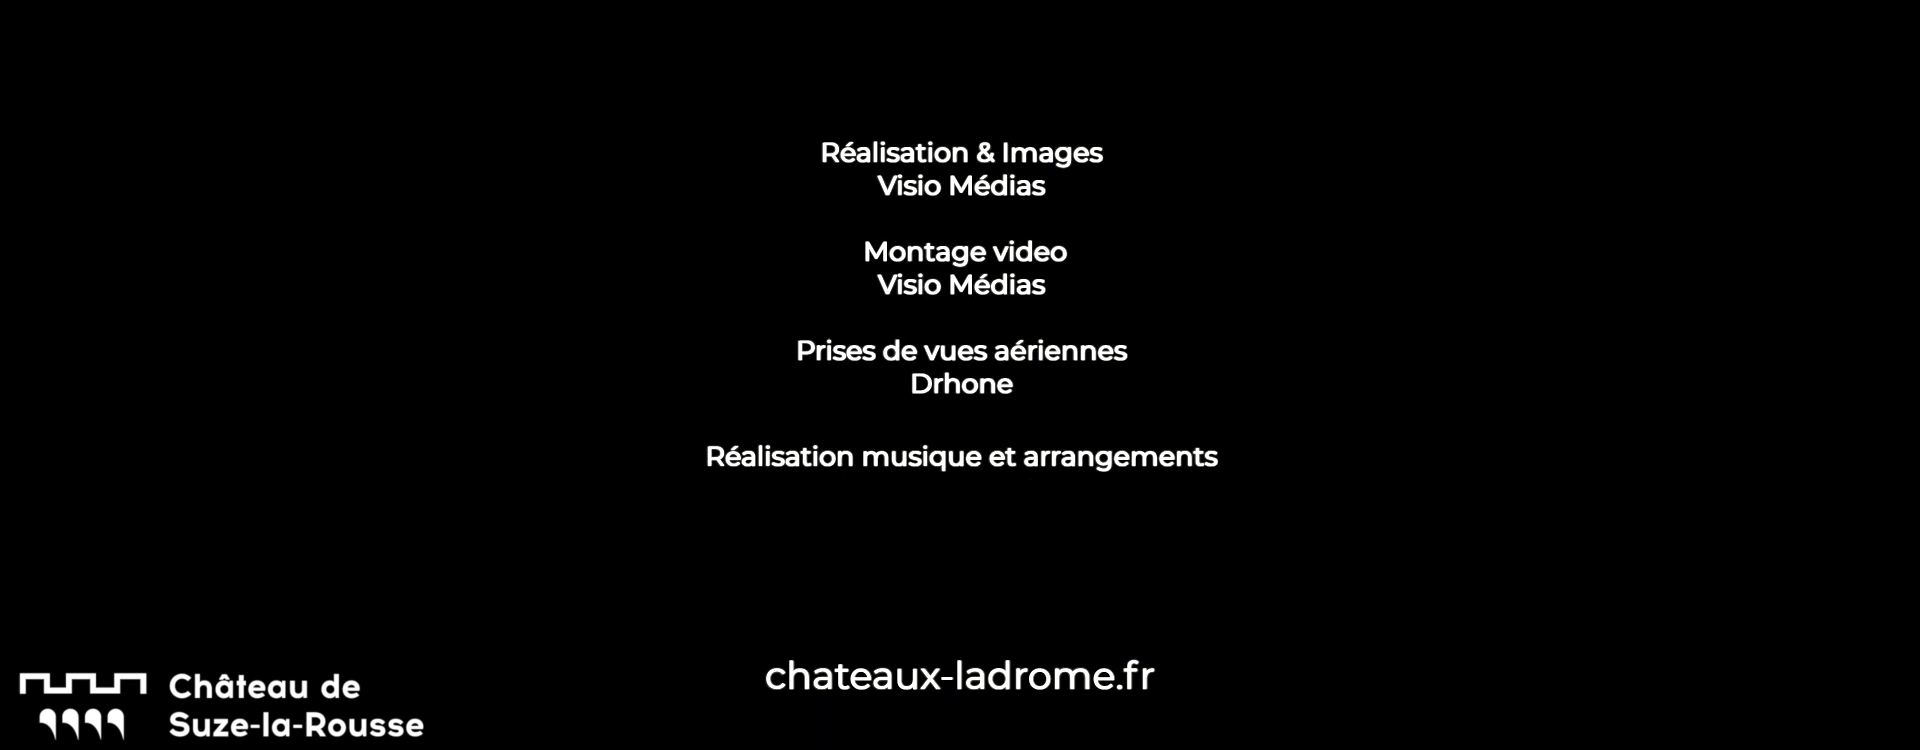 Réalisation & Images
Visio Médias
Montage video
Visio Médias
Prises de vues aériennes
Drhone
Réalisation musique et arrangements
chateaux-ladrome.fr
Château de
Suze-la-Rousse